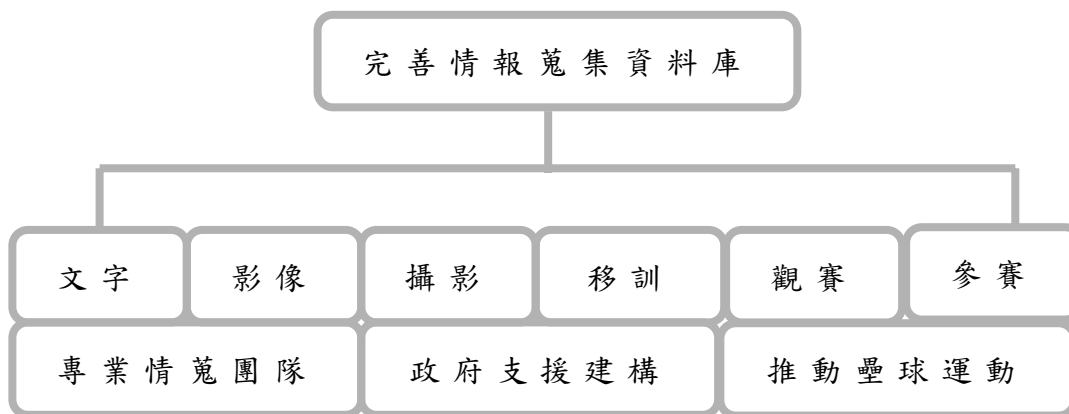 完善情報蒐集資料庫
文字 影像 攝影 移訓 觀賽 參賽
專業情蒐團隊 政府支援建構 推動壘球運動